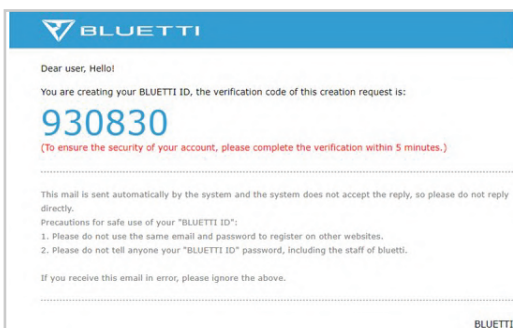 BLUETTI
Dear user, Hello!
You are creating your BLUETTI ID, the verification code of this creation request is:
930830
(To ensure the security of your account, please complete the verification within 5 minutes.)
This mail is sent automatically by the system and the system does not accept the reply, so please do not reply
directly.
Precautions for safe use of your "BLUETTI ID":
1. Please do not use the same email and password to register on other websites.
2. Please do not tell anyone your "BLUETTI ID" password, including the staff of bluetti.
If you receive this email in error, please ignore the above.
BLUETTI